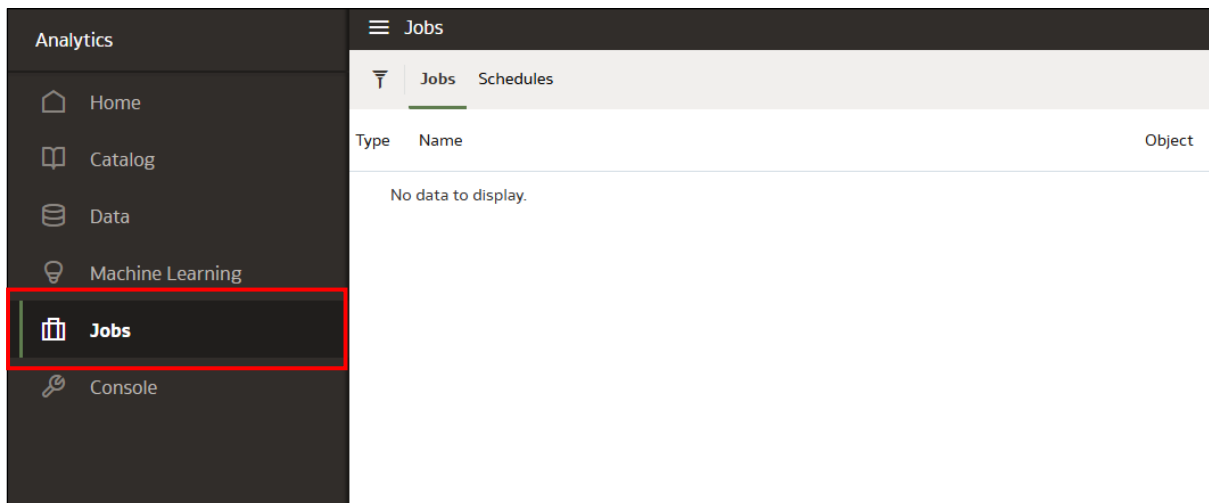 Analytics
Home
Catalog
Data
Machine Learning
Jobs
Console
Jobs
Jobs Schedules
Type Name Object
No data to display.